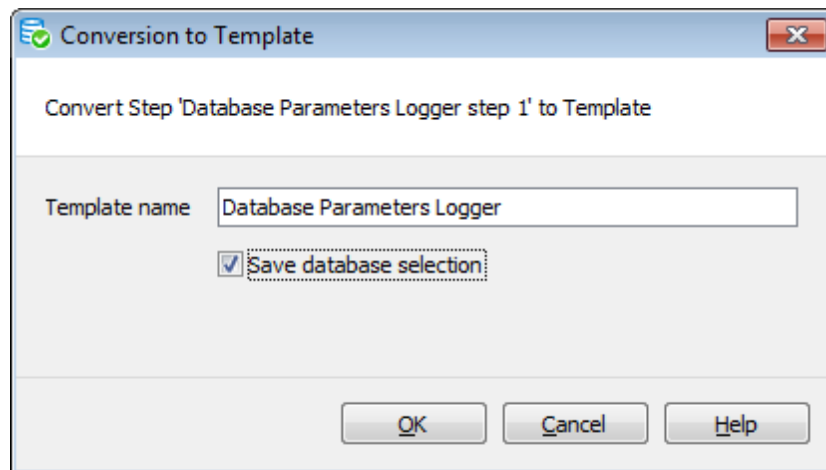 Conversion to Template
Convert Step 'Database Parameters Logger step 1' to Template
Template name Database Parameters Logger
Save database selection
OK Cancel Help